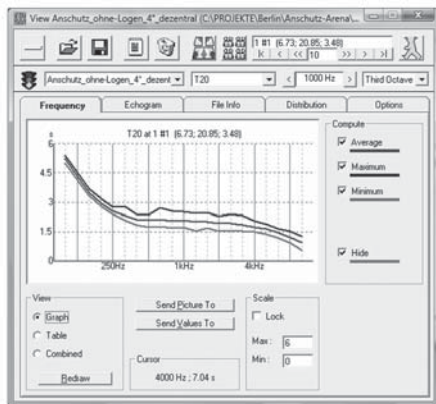 View Anschutz_ohne-Logen_4°_dezentral (C:\PROJEKTE\Berlin\Anschutz-Arena\...
1 #1 (6.73; 20.85; 3.48)
K < << 10 >> > >|
Anschutz_ohne-Logen_4°_dezent T20 < 1000 Hz > Third Octave
Frequency Echogram File Info Distribution Options
s T20 at 1 #1 (6.73; 20.85; 3.48)
6
4.5
3
1.5
0
250Hz 1kHz 4kHz
Compute
Average
Maximum
Minimum
Hide
View
Graph
Table
Combined
Redraw
Send Picture To
Send Values To
Cursor
4000 Hz ; 7.04 s
Scale
Lock
Max : 6
Min : 0